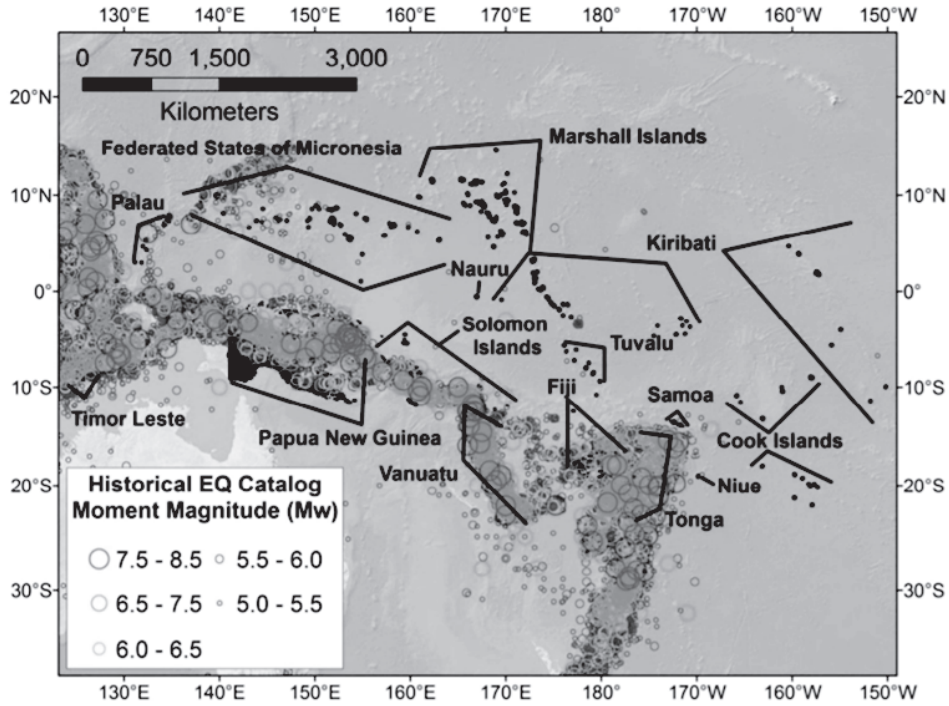 130°E 140°E 150°E 160°E 170°E 180° 170°W 160°W 150°W
0 750 1,500 3,000
Kilometers
20°N 20°N
Marshall Islands
Federated States of Micronesia
10°N 10°N
Palau
Kiribati
Nauru
0° 0°
Solomon
Islands
Tuvalu
10°S 10°S
Fiji
Samoa
Timor Leste
Papua New Guinea
Cook Islands
Vanuatu
20°S 20°S
Niue
Tonga
Historical EQ Catalog
Moment Magnitude (Mw)
7.5 - 8.5 5.5 - 6.0
6.5 - 7.5 5.0 - 5.5
6.0 - 6.5
30°S 30°S
130°E 140°E 150°E 160°E 170°E 180° 170°W 160°W 150°W